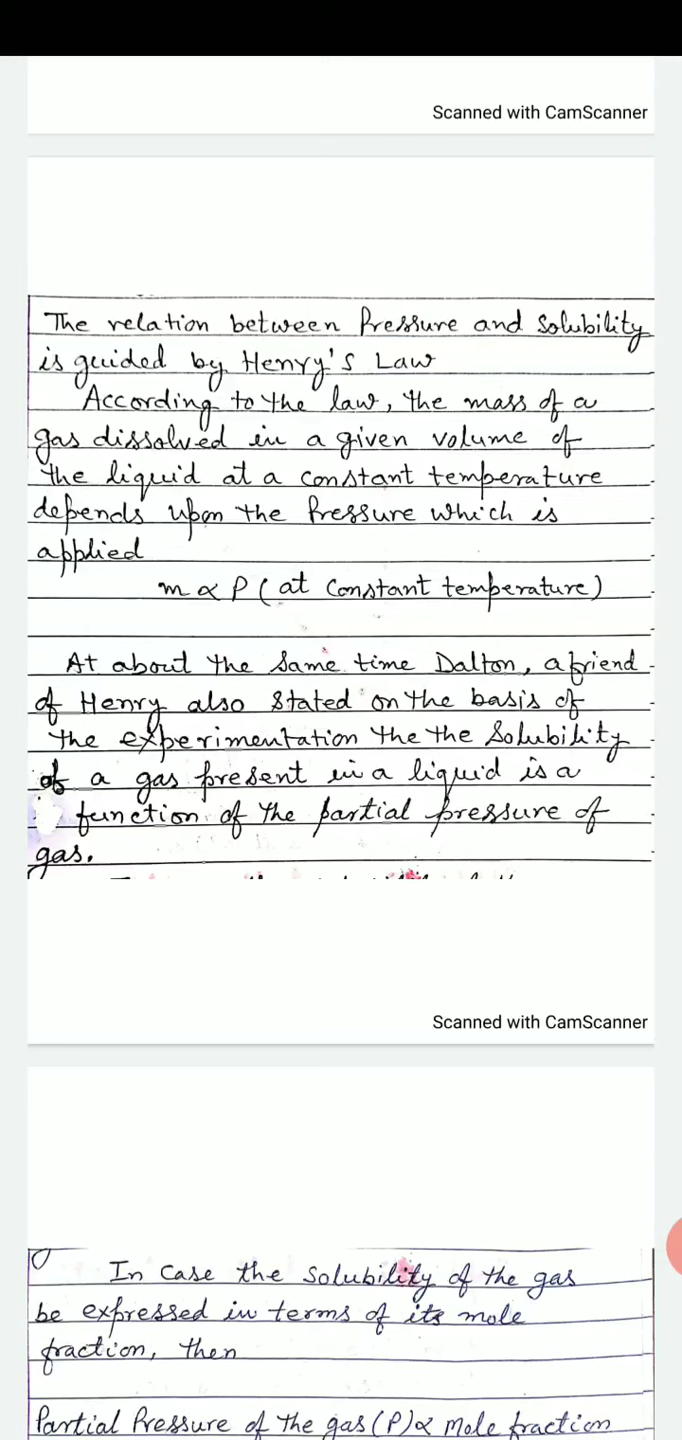 Scanned with CamScanner
The relation between Pressure and Solubility
is guided by Henry's Law
According to the law, the mass of a
gas dissolved in a given volume of
the liquid at a constant temperature
depends upon the Pressure which is
applied
m ∝ P (at Constant temperature)
At about the Same time Dalton, a friend
of Henry also Stated on the basis of
the experimentation the the Solubility
of a gas present in a liquid is a
function of the partial pressure of
gas.
Scanned with CamScanner
In Case the Solubility of the gas
be expressed in terms of its mole
fraction, then
Partial Pressure of the gas (P) ∝ Mole fraction